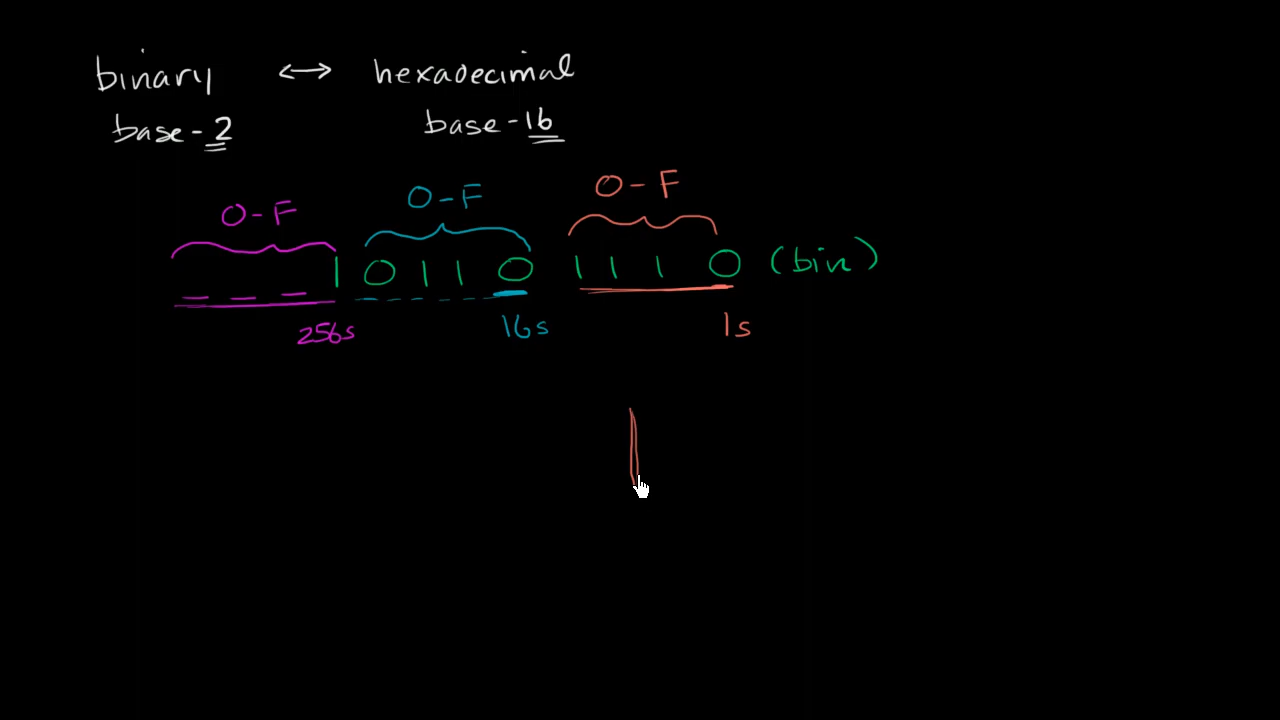 binary ↔ hexadecimal
base-2 base-16
0-F 0-F 0-F
1 0 1 1 0 1 1 1 0 (bin)
256s 16s 1s